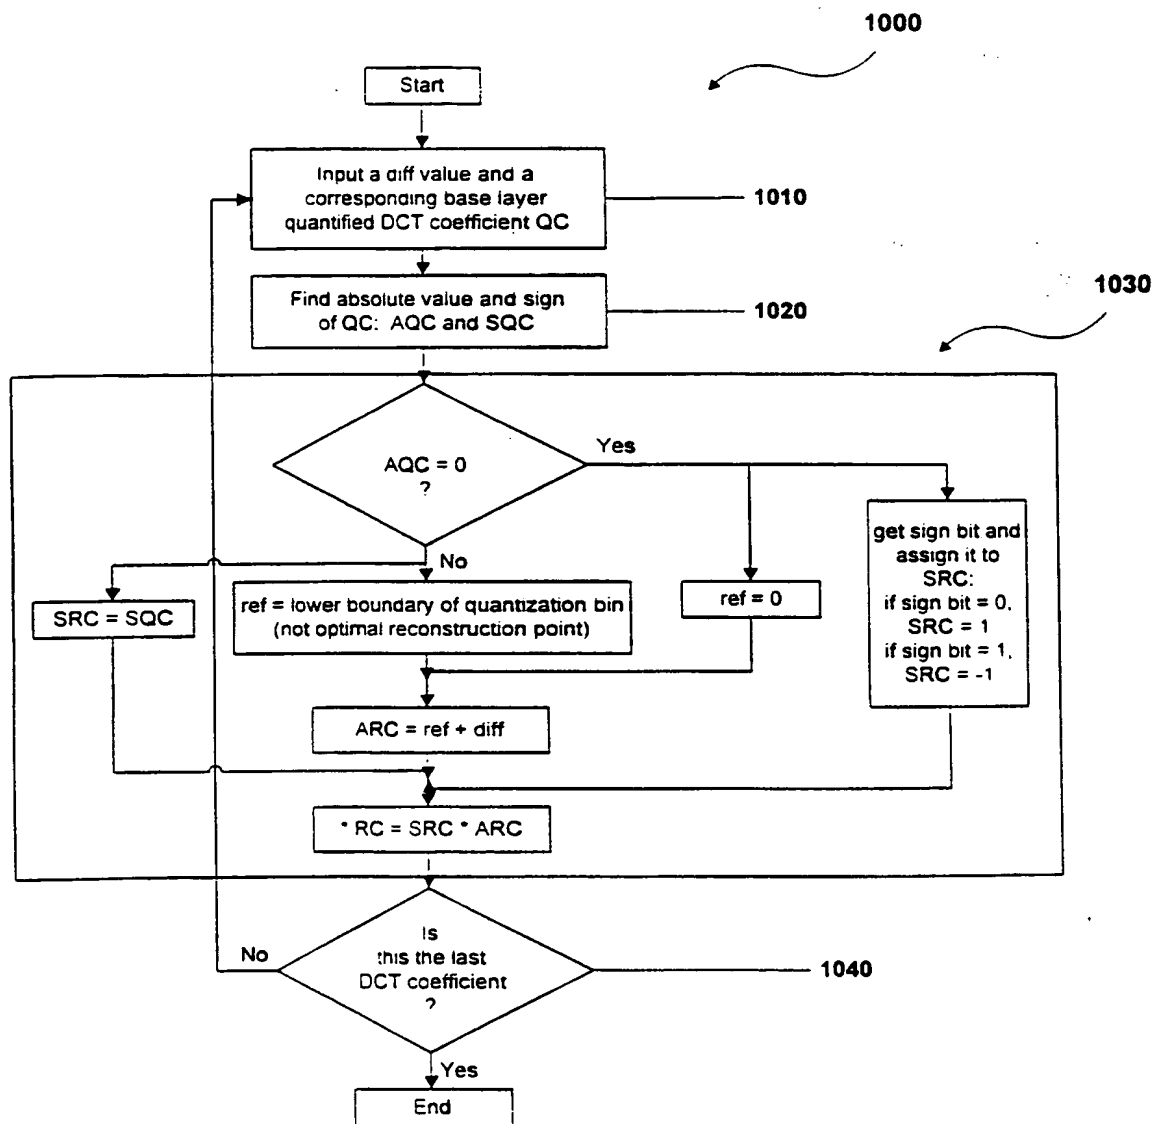 1000
Start
Input a diff value and a
corresponding base layer
quantified DCT coefficient QC
1010
Find absolute value and sign
of QC: AQC and SQC
1020
1030
AQC = 0
?
Yes
No
SRC = SQC
ref = lower boundary of quantization bin
(not optimal reconstruction point)
ref = 0
get sign bit and
assign it to
SRC:
if sign bit = 0,
SRC = 1
if sign bit = 1,
SRC = -1
ARC = ref + diff
* RC = SRC * ARC
Is
this the last
DCT coefficient
?
No
1040
Yes
End